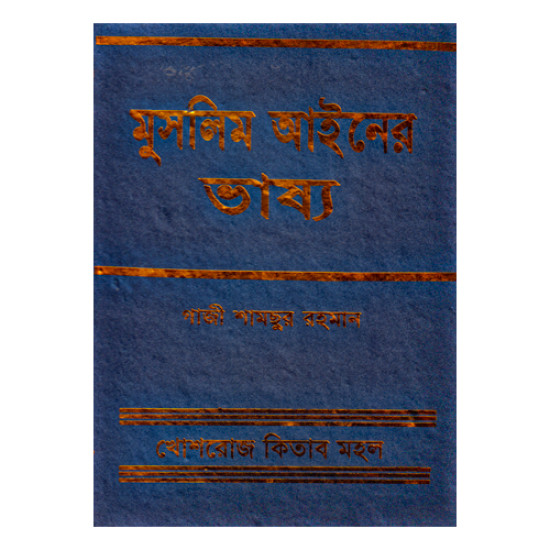 মুসলিম আইনের
ভাষ্য
গাজী শামছুর রহমান
খোশরোজ কিতাব মহল